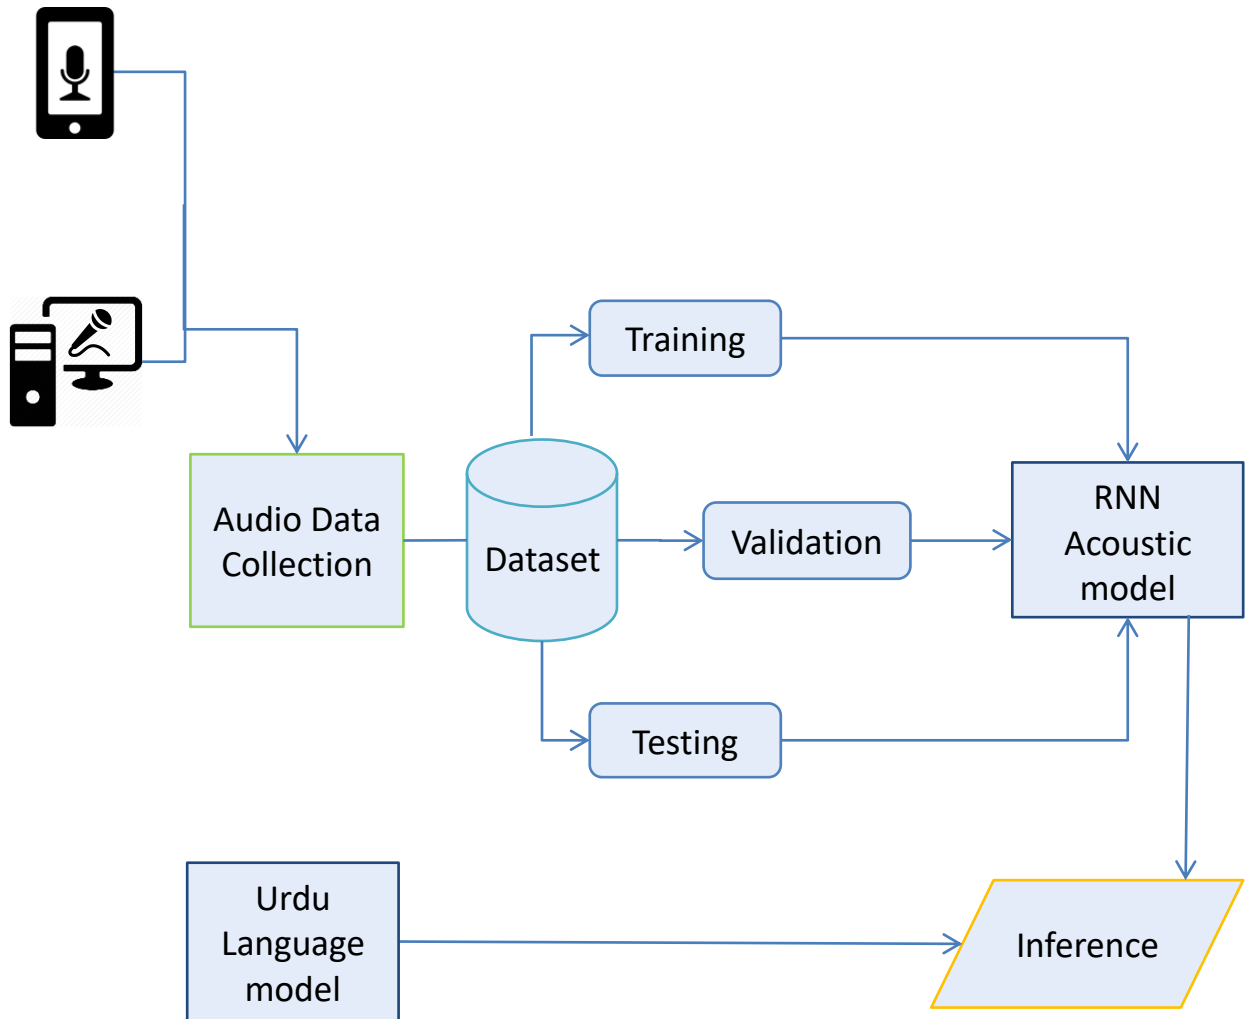 Training
Audio Data
Collection
Dataset
Validation
RNN
Acoustic
model
Testing
Urdu
Language
model
Inference